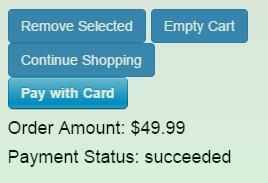 Remove Selected Empty Cart
Continue Shopping
Pay with Card
Order Amount: $49.99
Payment Status: succeeded